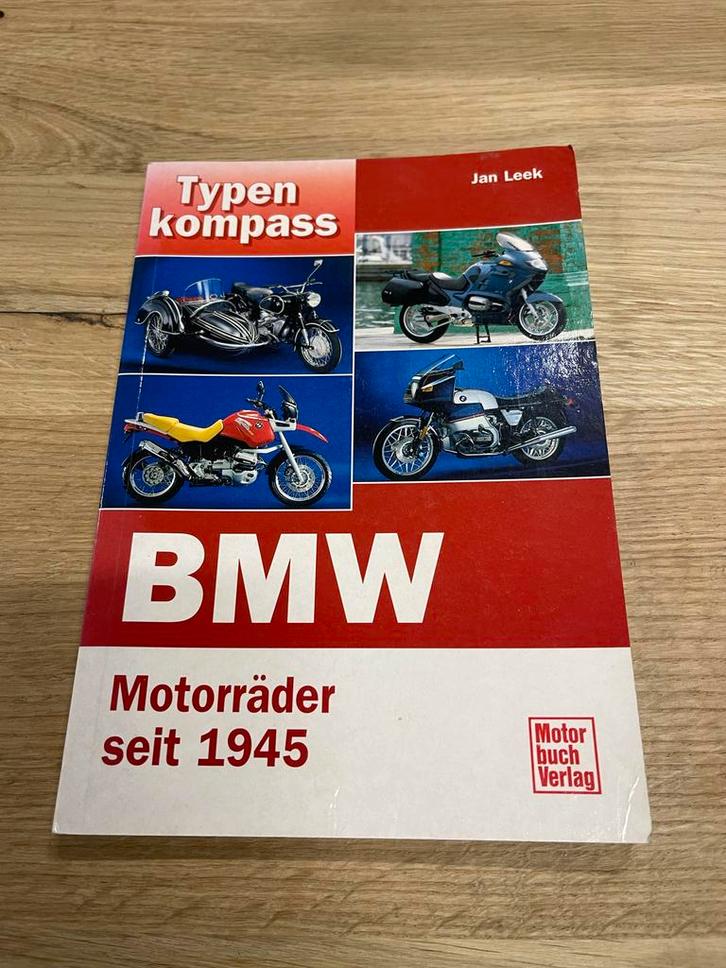 Typen
kompass
Jan Leek
BMW
Motorräder
seit 1945
Motor
buch
Verlag